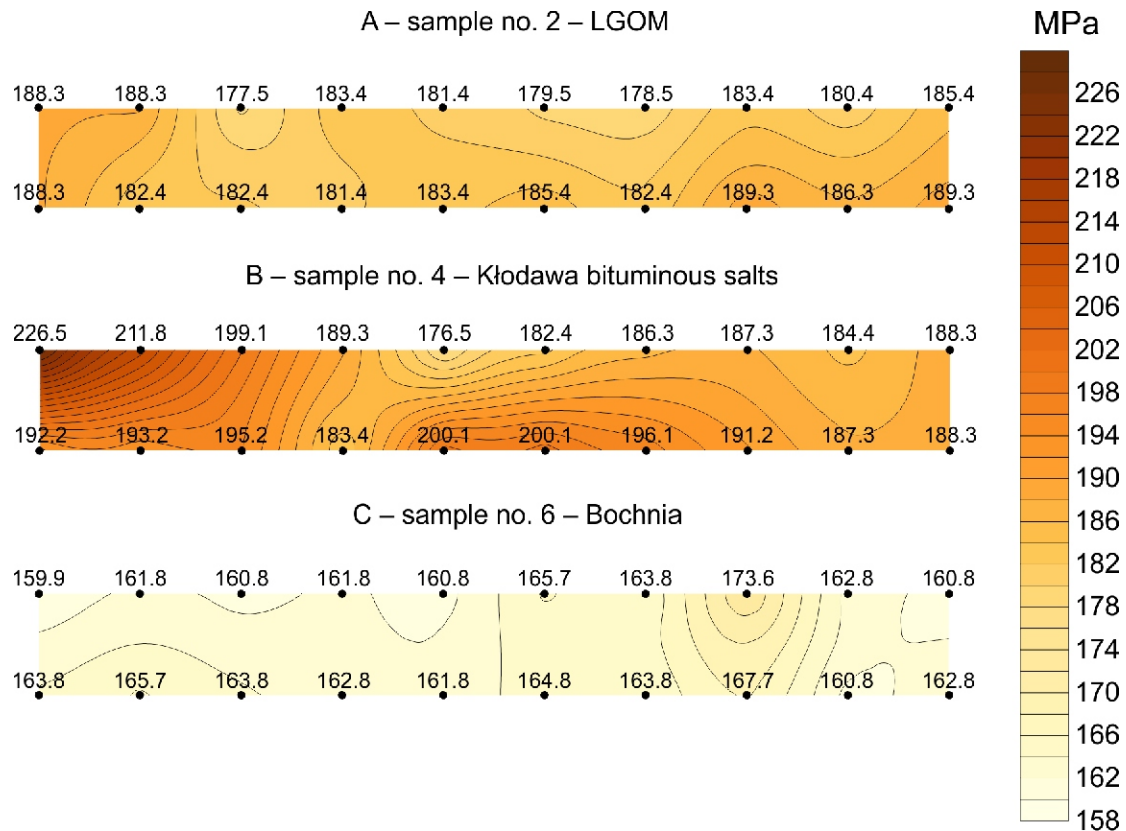 A – sample no. 2 – LGOM
MPa
188.3 188.3 177.5 183.4 181.4 179.5 178.5 183.4 180.4 185.4
188.3 182.4 182.4 181.4 183.4 185.4 182.4 189.3 186.3 189.3
B – sample no. 4 – Kłodawa bituminous salts
226.5 211.8 199.1 189.3 176.5 182.4 186.3 187.3 184.4 188.3
192.2 193.2 195.2 183.4 200.1 200.1 196.1 191.2 187.3 188.3
C – sample no. 6 – Bochnia
159.9 161.8 160.8 161.8 160.8 165.7 163.8 173.6 162.8 160.8
163.8 165.7 163.8 162.8 161.8 164.8 163.8 167.7 160.8 162.8
226
222
218
214
210
206
202
198
194
190
186
182
178
174
170
166
162
158